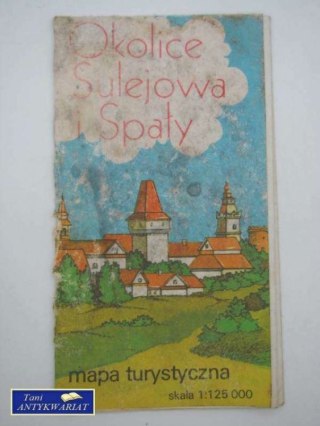 Okolice
Sulejowa
i Spały
mapa turystyczna
skala 1:125 000
Tani
ANTYKWARIAT